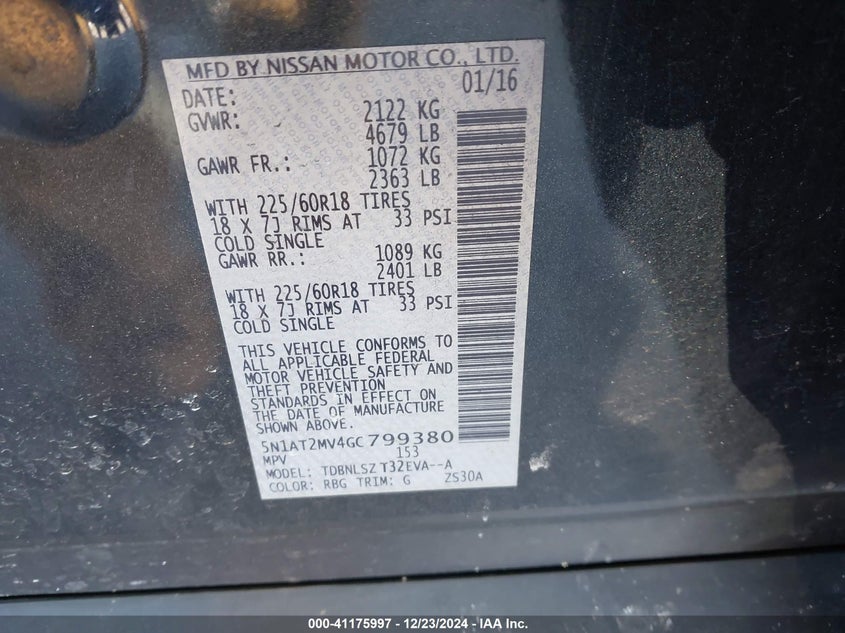 MFD BY NISSAN MOTOR CO., LTD.
DATE: 01/16
GVWR: 2122 KG
4679 LB
GAWR FR.: 1072 KG
2363 LB
WITH 225/60R18 TIRES
18 X 7J RIMS AT 33 PSI
COLD SINGLE
GAWR RR.: 1089 KG
2401 LB
WITH 225/60R18 TIRES
18 X 7J RIMS AT 33 PSI
COLD SINGLE
THIS VEHICLE CONFORMS TO
ALL APPLICABLE FEDERAL
MOTOR VEHICLE SAFETY AND
THEFT PREVENTION
STANDARDS IN EFFECT ON
THE DATE OF MANUFACTURE
SHOWN ABOVE.
5N1AT2MV4GC799380
MPV 153
MODEL: TDBNLSZ T32EVA--A
COLOR: RBG TRIM: G ZS30A
000-41175997 - 12/23/2024 - IAA Inc.